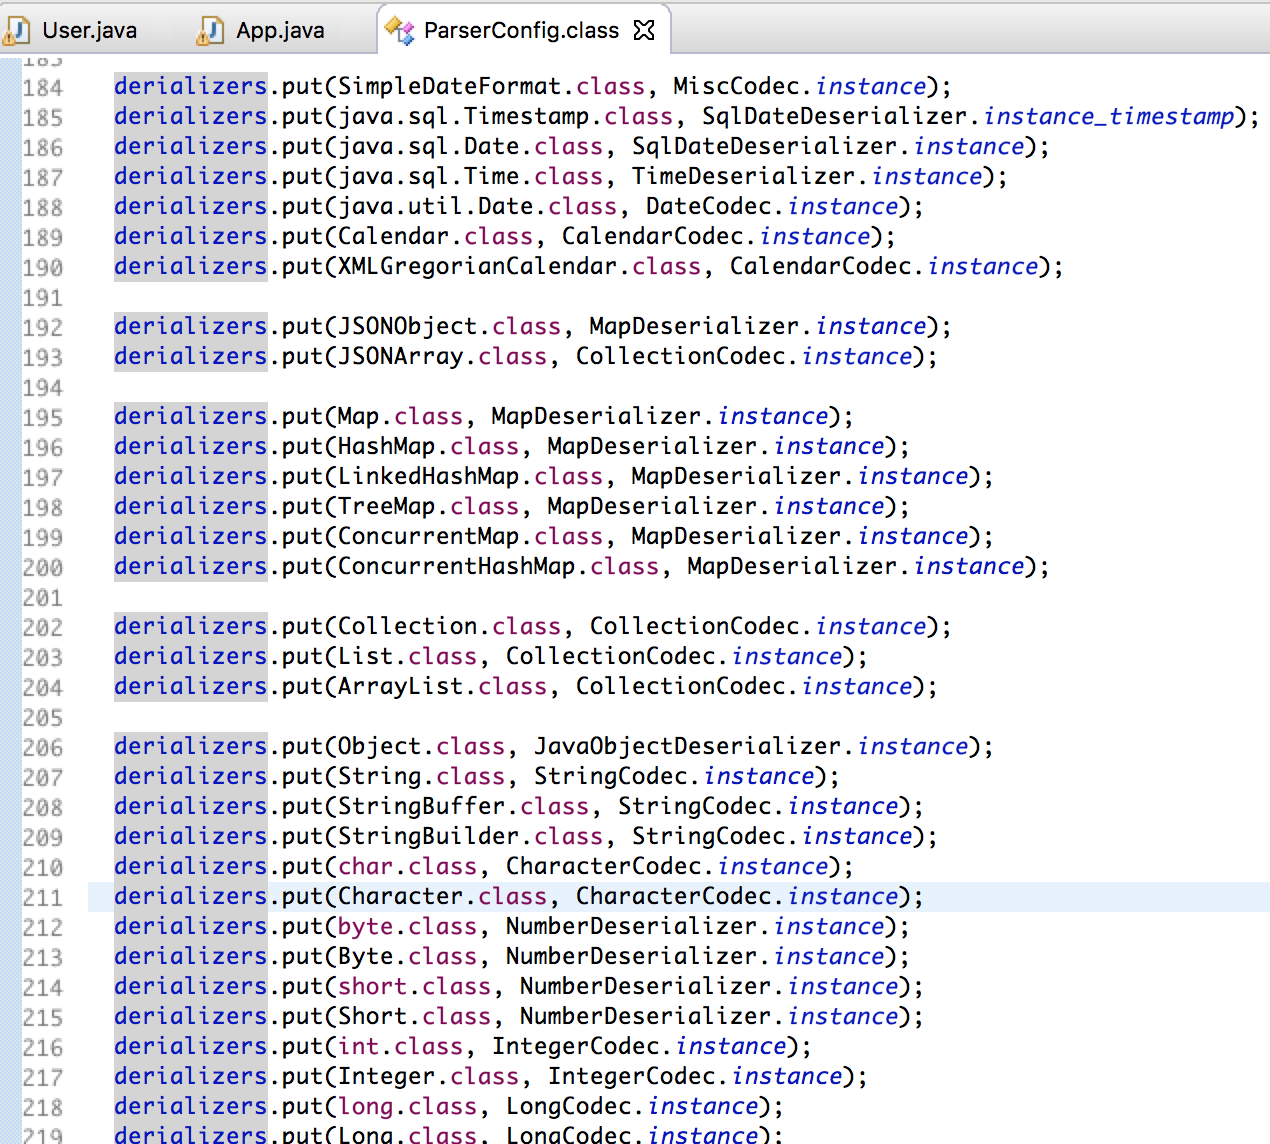 User.java App.java ParserConfig.class
183
184 derializers.put(SimpleDateFormat.class, MiscCodec.instance);
185 derializers.put(java.sql.Timestamp.class, SqlDateDeserializer.instance_timestamp);
186 derializers.put(java.sql.Date.class, SqlDateDeserializer.instance);
187 derializers.put(java.sql.Time.class, TimeDeserializer.instance);
188 derializers.put(java.util.Date.class, DateCodec.instance);
189 derializers.put(Calendar.class, CalendarCodec.instance);
190 derializers.put(XMLGregorianCalendar.class, CalendarCodec.instance);
191
192 derializers.put(JSONObject.class, MapDeserializer.instance);
193 derializers.put(JSONArray.class, CollectionCodec.instance);
194
195 derializers.put(Map.class, MapDeserializer.instance);
196 derializers.put(HashMap.class, MapDeserializer.instance);
197 derializers.put(LinkedHashMap.class, MapDeserializer.instance);
198 derializers.put(TreeMap.class, MapDeserializer.instance);
199 derializers.put(ConcurrentMap.class, MapDeserializer.instance);
200 derializers.put(ConcurrentHashMap.class, MapDeserializer.instance);
201
202 derializers.put(Collection.class, CollectionCodec.instance);
203 derializers.put(List.class, CollectionCodec.instance);
204 derializers.put(ArrayList.class, CollectionCodec.instance);
205
206 derializers.put(Object.class, JavaObjectDeserializer.instance);
207 derializers.put(String.class, StringCodec.instance);
208 derializers.put(StringBuffer.class, StringCodec.instance);
209 derializers.put(StringBuilder.class, StringCodec.instance);
210 derializers.put(char.class, CharacterCodec.instance);
211 derializers.put(Character.class, CharacterCodec.instance);
212 derializers.put(byte.class, NumberDeserializer.instance);
213 derializers.put(Byte.class, NumberDeserializer.instance);
214 derializers.put(short.class, NumberDeserializer.instance);
215 derializers.put(Short.class, NumberDeserializer.instance);
216 derializers.put(int.class, IntegerCodec.instance);
217 derializers.put(Integer.class, IntegerCodec.instance);
218 derializers.put(long.class, LongCodec.instance);
219 derializers.put(Long.class, LongCodec.instance);